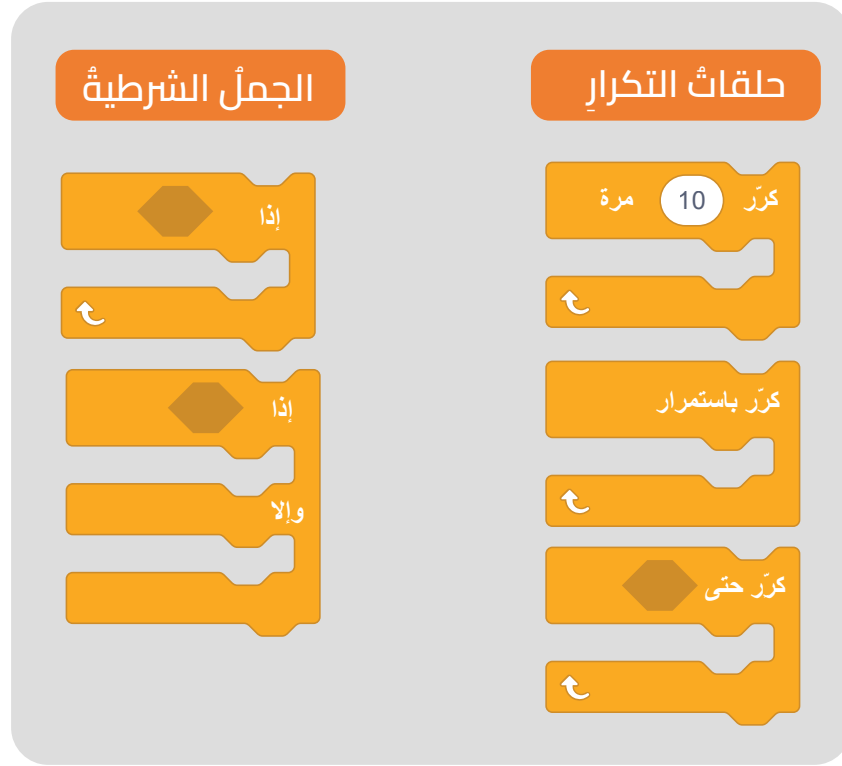 حلقاتُ التكرارِ
كرّر 10 مرة
كرّر باستمرار
كرّر حتى
الجملُ الشرطيةُ
إذا
إذا
وإلا